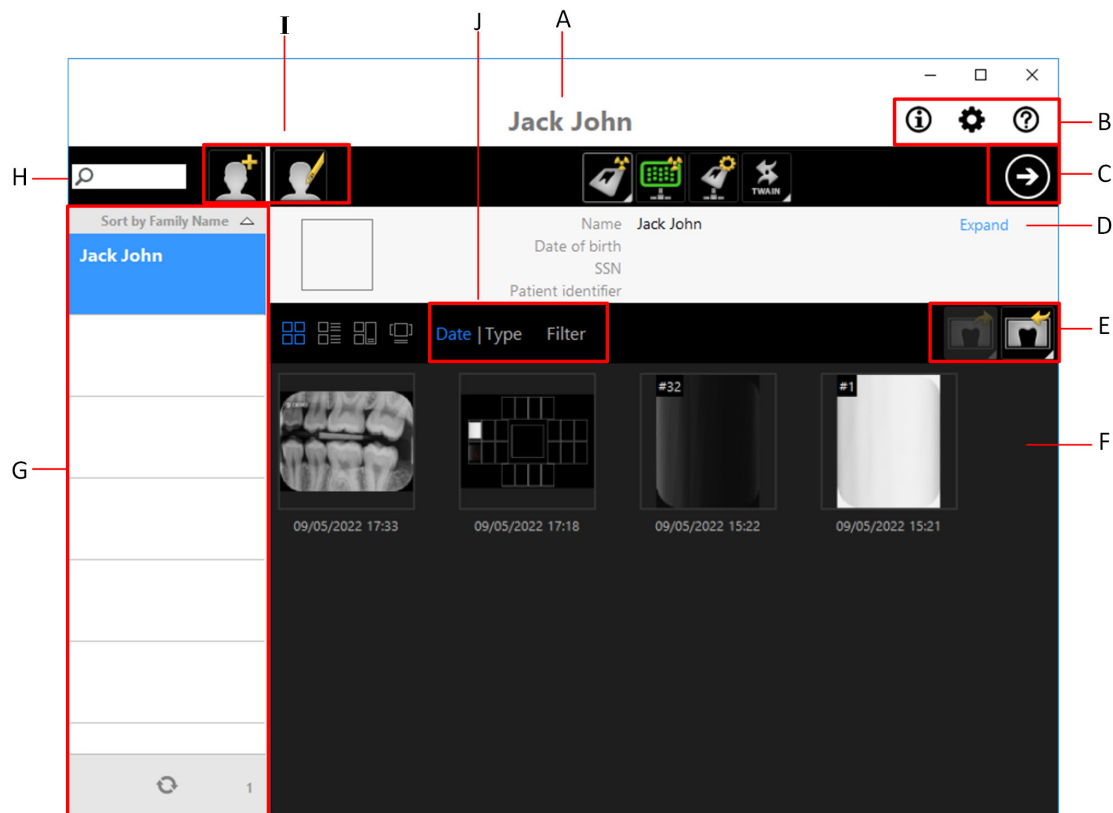 I
J
A
Jack John
B
H
TWAIN
C
Sort by Family Name
Name Jack John
Expand
D
Jack John
Date of birth
SSN
Patient identifier
Date | Type Filter
E
#32
#1
F
G
09/05/2022 17:33
09/05/2022 17:18
09/05/2022 15:22
09/05/2022 15:21
1